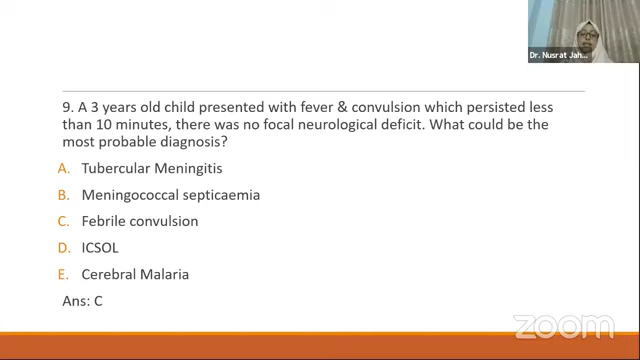 Dr. Nusrat Jah...
9. A 3 years old child presented with fever & convulsion which persisted less
than 10 minutes, there was no focal neurological deficit. What could be the
most probable diagnosis?
A. Tubercular Meningitis
B. Meningococcal septicaemia
C. Febrile convulsion
D. ICSOL
E. Cerebral Malaria
Ans: C
zoom